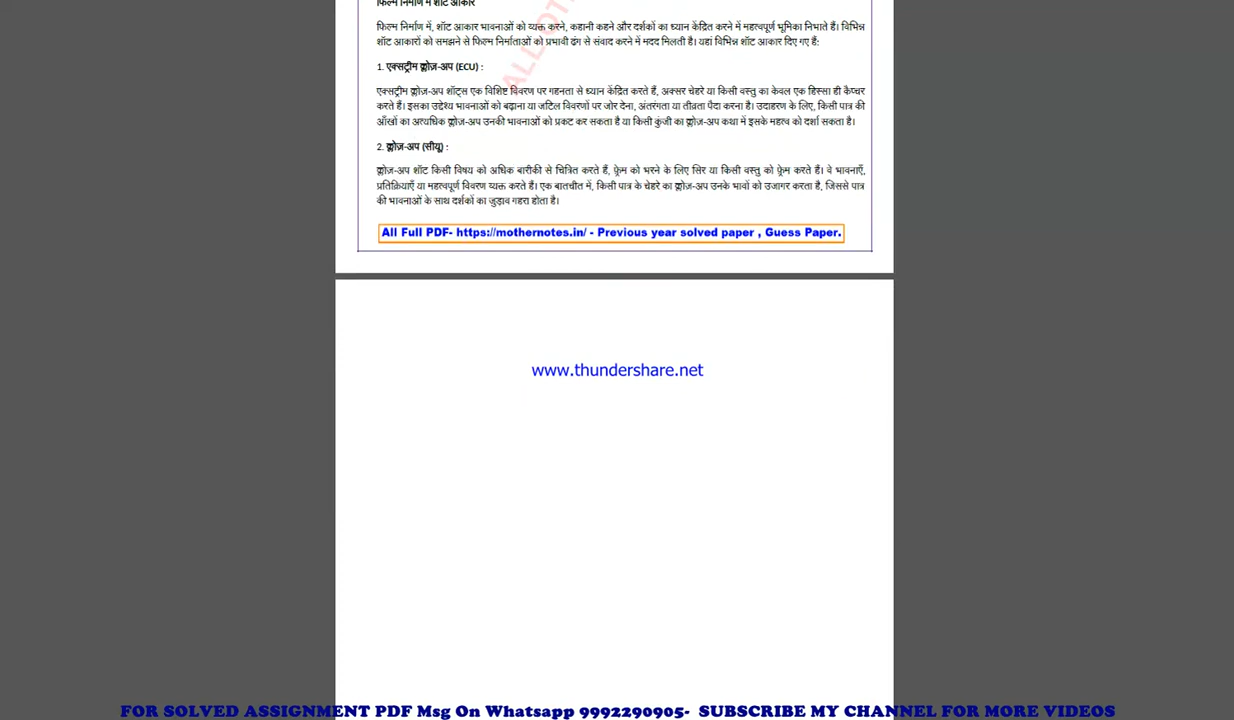 फिल्म निर्माण में शॉट आकार
फिल्म निर्माण में, शॉट आकार भावनाओं को व्यक्त करने, कहानी कहने और दर्शकों का ध्यान केंद्रित करने में महत्वपूर्ण भूमिका निभाते हैं। विभिन्न
शॉट आकारों को समझने से फिल्म निर्माताओं को प्रभावी ढंग से संवाद करने में मदद मिलती है। यहां विभिन्न शॉट आकार दिए गए हैं:
1. एक्सट्रीम क्लोज़-अप (ECU) :
एक्सट्रीम क्लोज़-अप शॉट्स एक विशिष्ट विवरण पर गहनता से ध्यान केंद्रित करते हैं, अक्सर चेहरे या किसी वस्तु का केवल एक हिस्सा ही कैप्चर
करते हैं। इसका उद्देश्य भावनाओं को बढ़ाना या जटिल विवरणों पर जोर देना, अंतरंगता या तीव्रता पैदा करना है। उदाहरण के लिए, किसी पात्र की
आँखों का अत्यधिक क्लोज़-अप उनकी भावनाओं को प्रकट कर सकता है या किसी कुंजी का क्लोज़-अप कथा में इसके महत्व को दर्शा सकता है।
2. क्लोज़-अप (सीयू) :
क्लोज़-अप शॉट किसी विषय को अधिक बारीकी से चित्रित करते हैं, फ़्रेम को भरने के लिए सिर या किसी वस्तु को फ़्रेम करते हैं। वे भावनाएँ,
प्रतिक्रियाएँ या महत्वपूर्ण विवरण व्यक्त करते हैं। एक बातचीत में, किसी पात्र के चेहरे का क्लोज़-अप उनके भावों को उजागर करता है, जिससे पात्र
की भावनाओं के साथ दर्शकों का जुड़ाव गहरा होता है।
All Full PDF- https://mothernotes.in/ - Previous year solved paper , Guess Paper.
www.thundershare.net
FOR SOLVED ASSIGNMENT PDF Msg On Whatsapp 9992290905- SUBSCRIBE MY CHANNEL FOR MORE VIDEOS